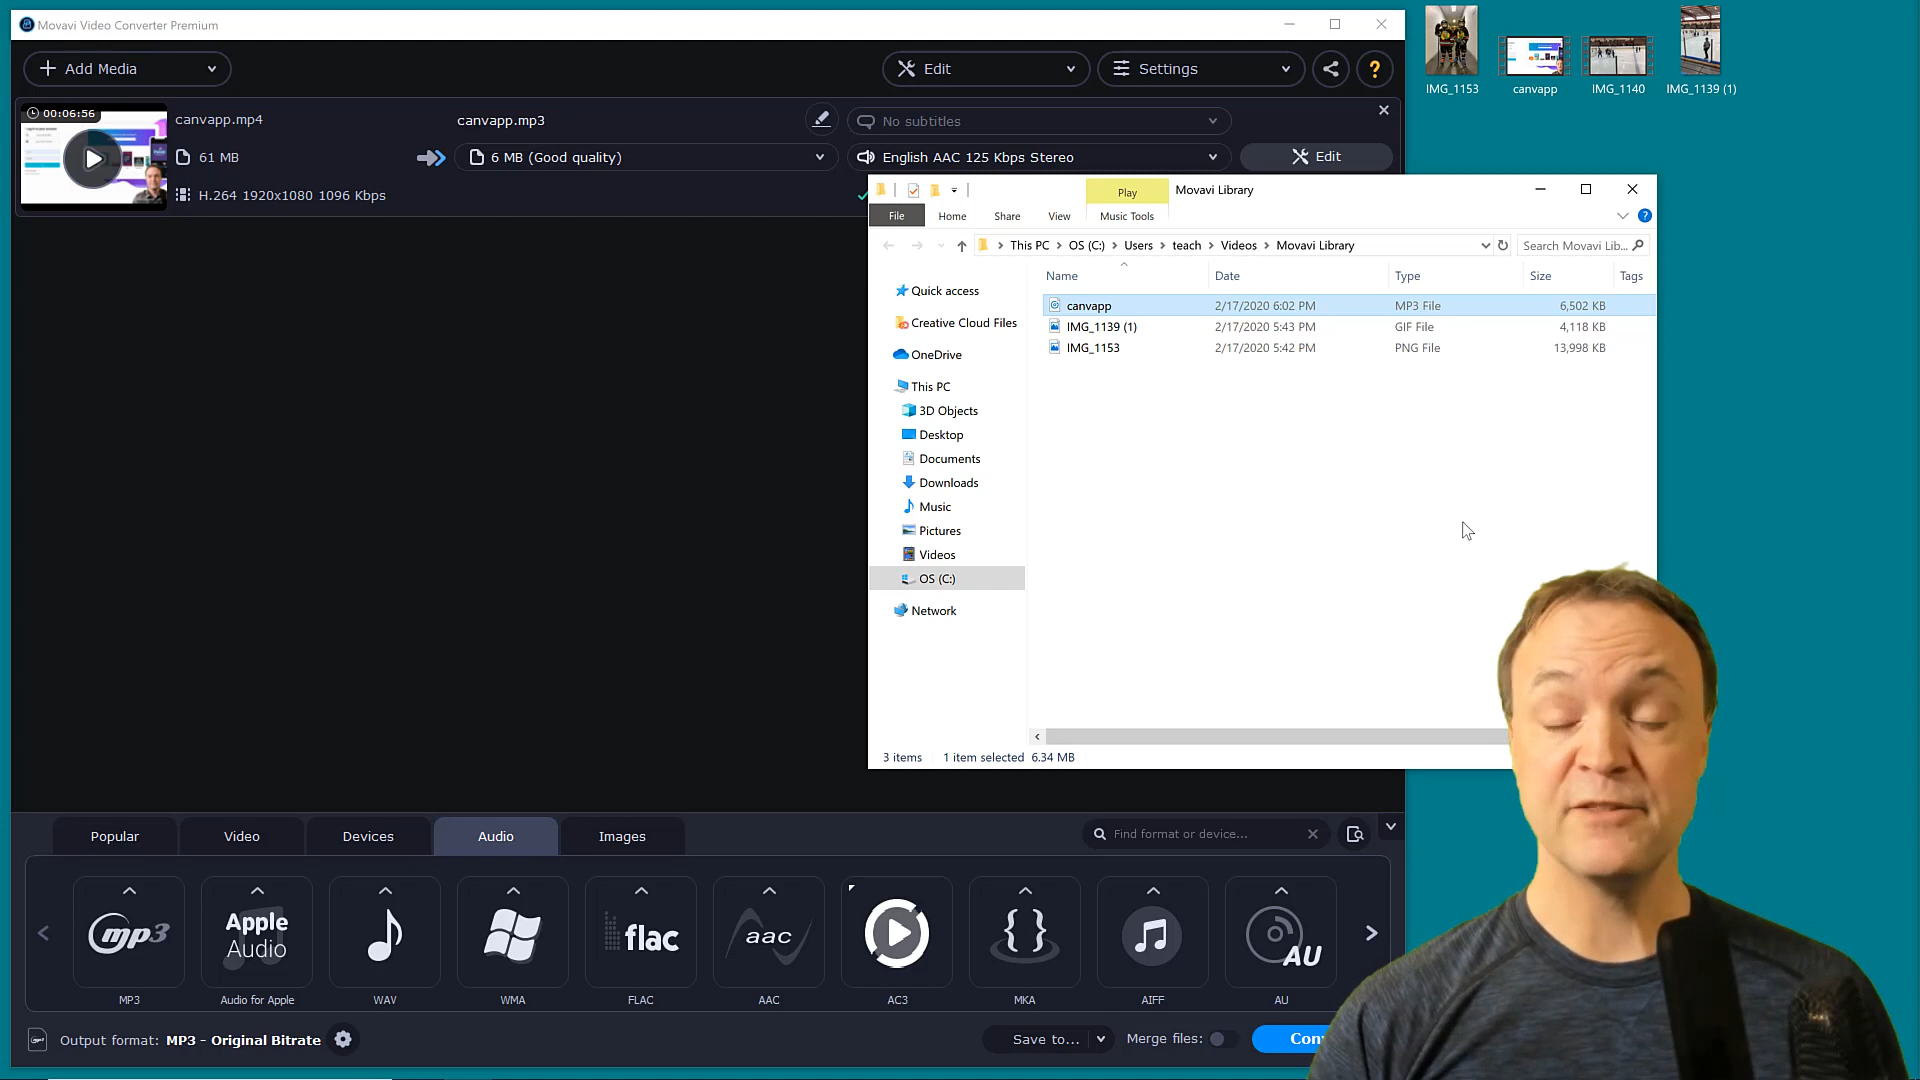 Movavi Video Converter Premium
Add Media
Edit
Settings
?
IMG_1153
canvapp
IMG_1140
IMG_1139 (1)
00:06:56
canvapp.mp4
canvapp.mp3
No subtitles
61 MB
6 MB (Good quality)
English AAC 125 Kbps Stereo
Edit
H.264 1920x1080 1096 Kbps
Play
Movavi Library
File
Home
Share
View
Music Tools
?
This PC
OS (C:)
Users
teach
Videos
Movavi Library
Search Movavi Lib...
Name
Date
Type
Size
Tags
canvapp
2/17/2020 6:02 PM
MP3 File
6,502 KB
IMG_1139 (1)
2/17/2020 5:43 PM
GIF File
4,118 KB
IMG_1153
2/17/2020 5:42 PM
PNG File
13,998 KB
Quick access
Creative Cloud Files
OneDrive
This PC
3D Objects
Desktop
Documents
Downloads
Music
Pictures
Videos
OS (C:)
Network
3 items
1 item selected 6.34 MB
Popular
Video
Devices
Audio
Images
Find format or device...
mp3
Apple
Audio
flac
aac
AU
MP3
Audio for Apple
WAV
WMA
FLAC
AAC
AC3
MKA
AIFF
AU
Output format: MP3 - Original Bitrate
Save to...
Merge files: